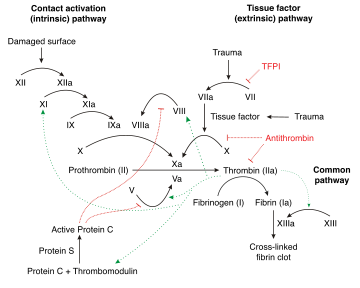 Contact activation
(intrinsic) pathway
Tissue factor
(extrinsic) pathway
Damaged surface
Trauma
TFPI
XII
XIIa
XI
XIa
VIIa
VII
VIII
IX
IXa
VIIIa
Tissue factor
Trauma
Antithrombin
X
Xa
X
Prothrombin (II)
Thrombin (IIa)
Va
Common
pathway
V
Fibrinogen (I)
Fibrin (Ia)
Active Protein C
XIIIa
XIII
Protein S
Cross-linked
fibrin clot
Protein C + Thrombomodulin